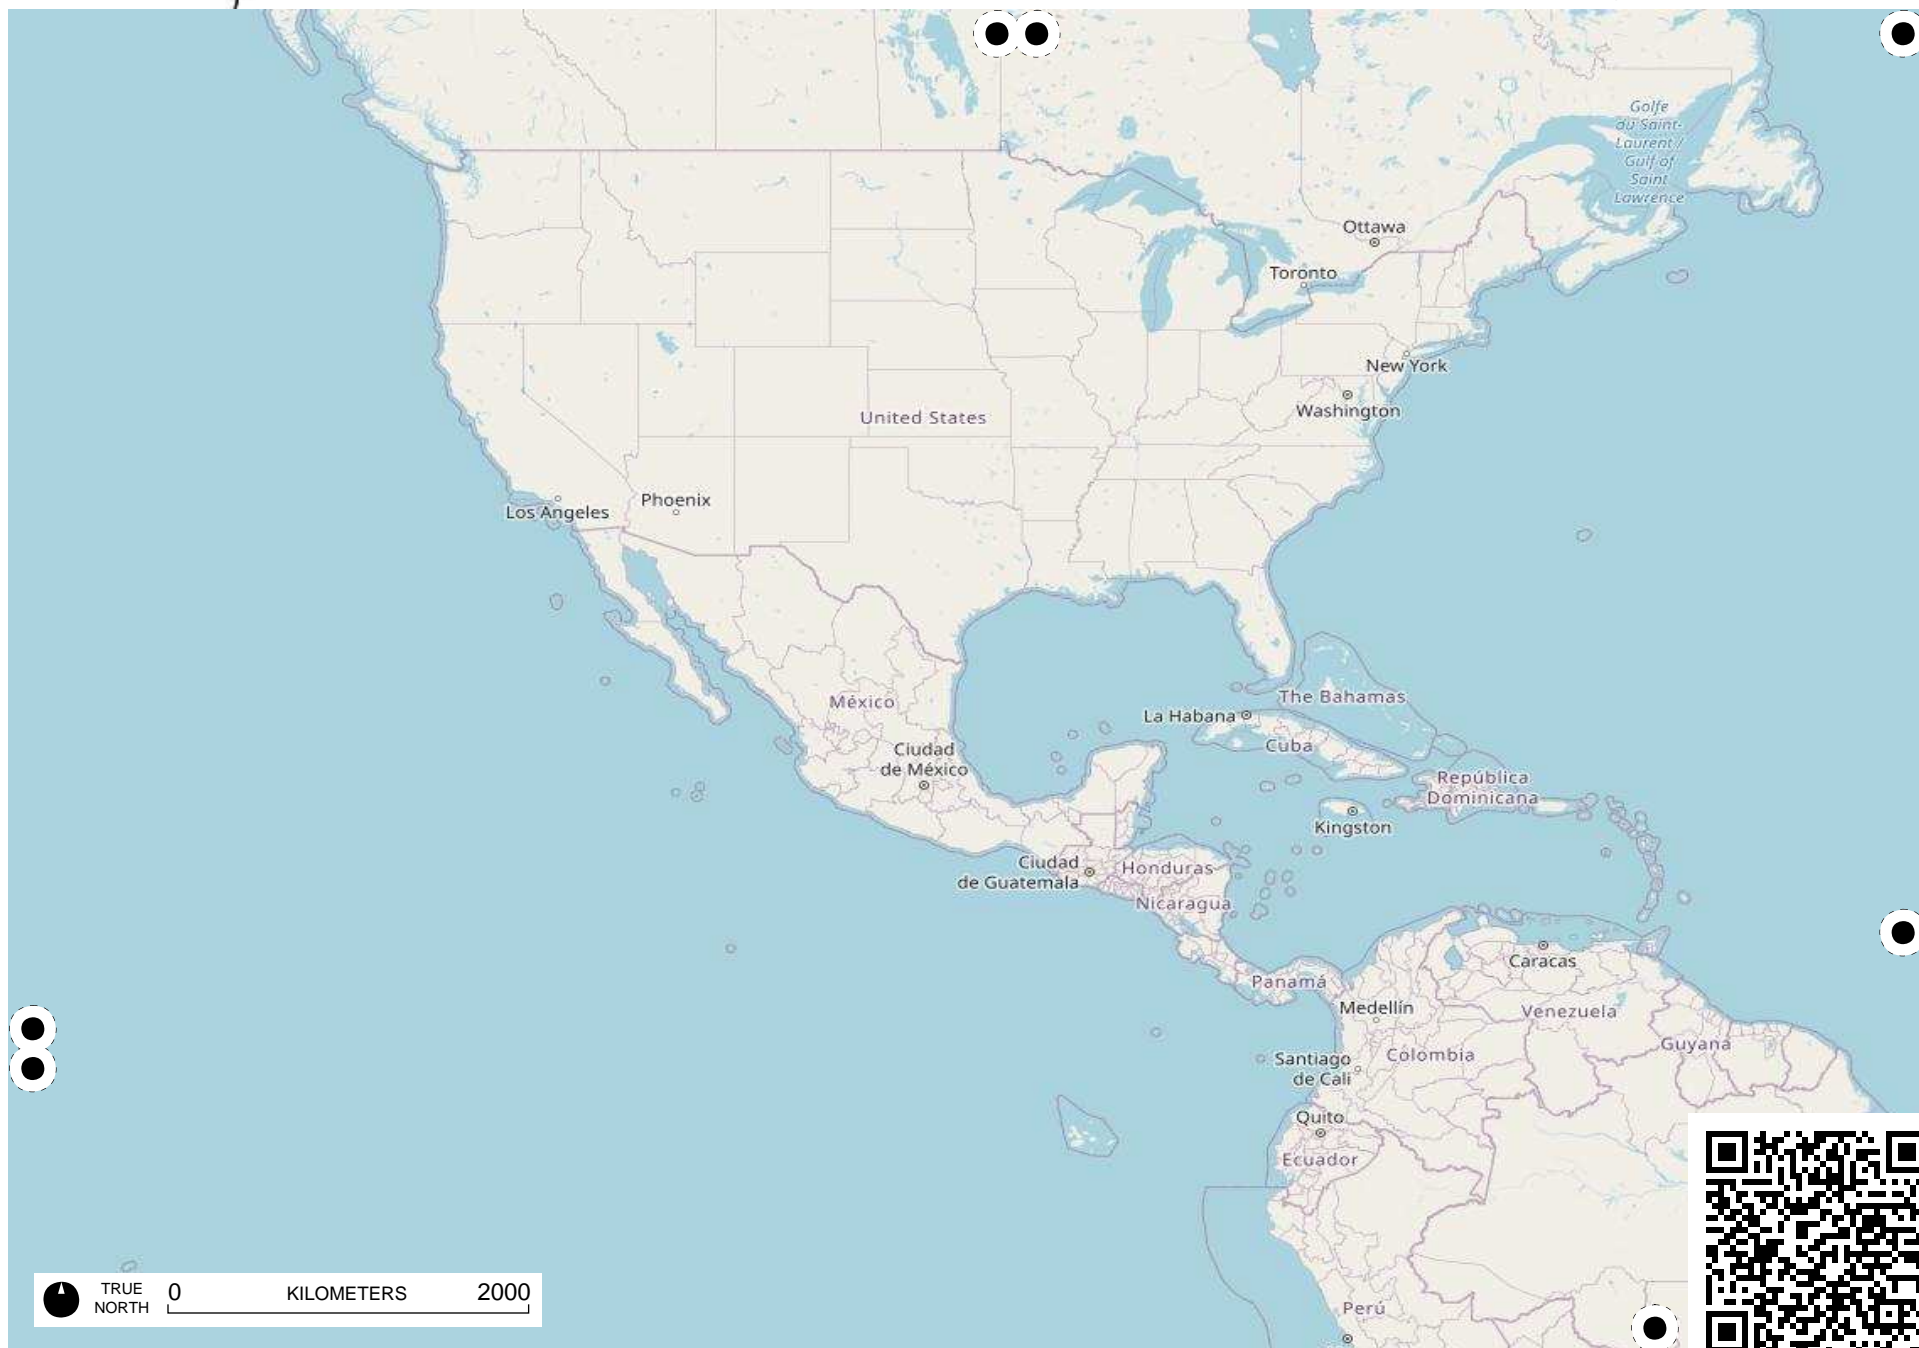 Golfe
du Saint-
Laurent /
Gulf of
Saint
Lawrence
Ottawa
Toronto
New York
Washington
United States
Los Angeles
Phoenix
México
Ciudad
de México
La Habana
The Bahamas
Cuba
República
Dominicana
Kingston
Ciudad
de Guatemala
Honduras
Nicaragua
Panamá
Caracas
Medellín
Venezuela
Guyana
Santiago
de Cali
Colombia
Quito
Ecuador
Perú
TRUE
NORTH
0 KILOMETERS 2000